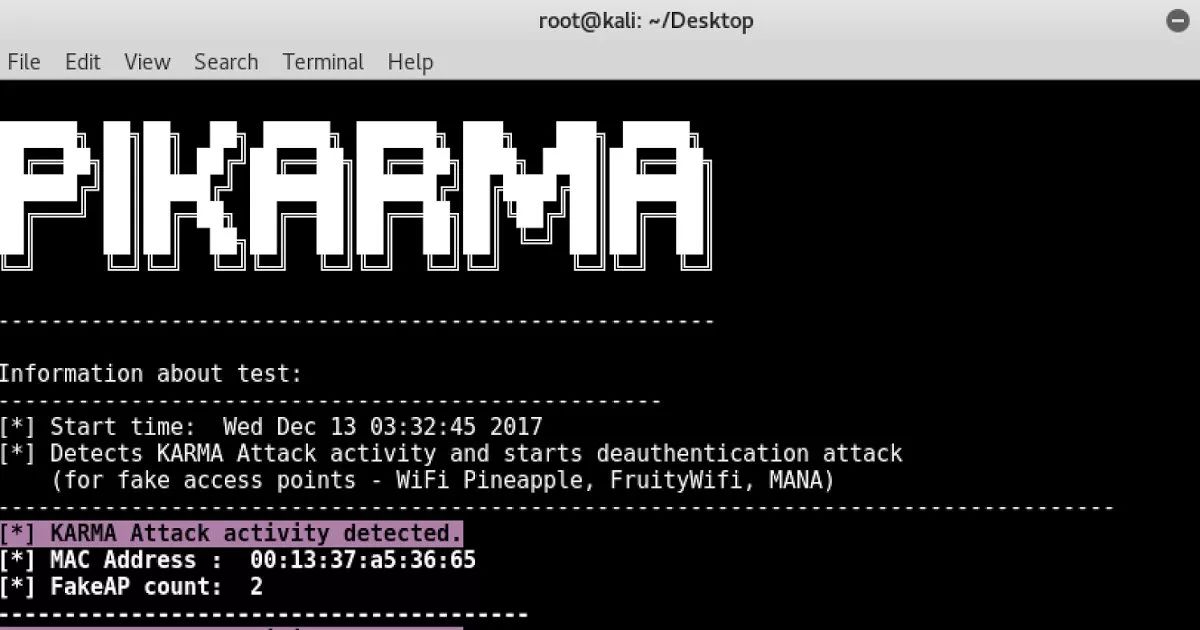 root@kali: ~/Desktop
File Edit View Search Terminal Help
PIKARMA
-----------------------------------------------------
Information about test:
--------------------------------------------------
[*] Start time:  Wed Dec 13 03:32:45 2017
[*] Detects KARMA Attack activity and starts deauthentication attack
    (for fake access points - WiFi Pineapple, FruityWifi, MANA)
------------------------------------------------------------------------------------
[*] KARMA Attack activity detected.
[*] MAC Address :  00:13:37:a5:36:65
[*] FakeAP count:  2
----------------------------------------